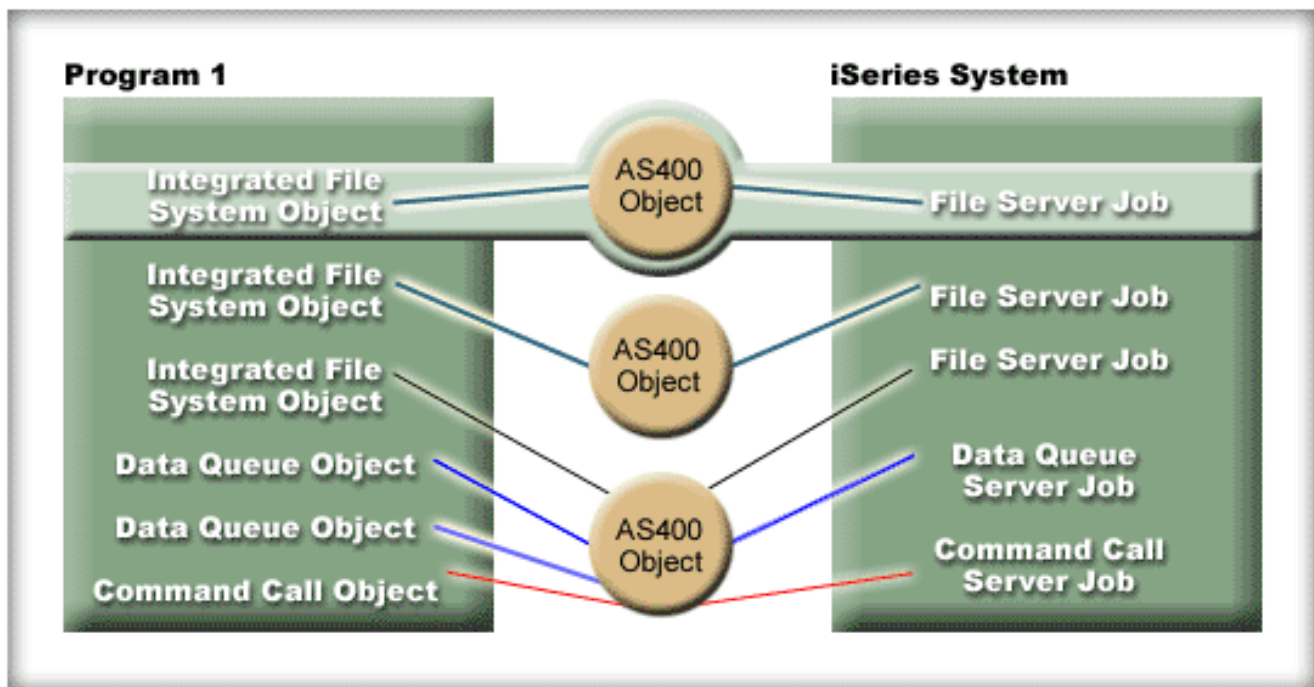 Program 1
Integrated File
System Object
Integrated File
System Object
Integrated File
System Object
Data Queue Object
Data Queue Object
Command Call Object
AS400
Object
AS400
Object
AS400
Object
iSeries System
File Server Job
File Server Job
File Server Job
Data Queue
Server Job
Command Call
Server Job